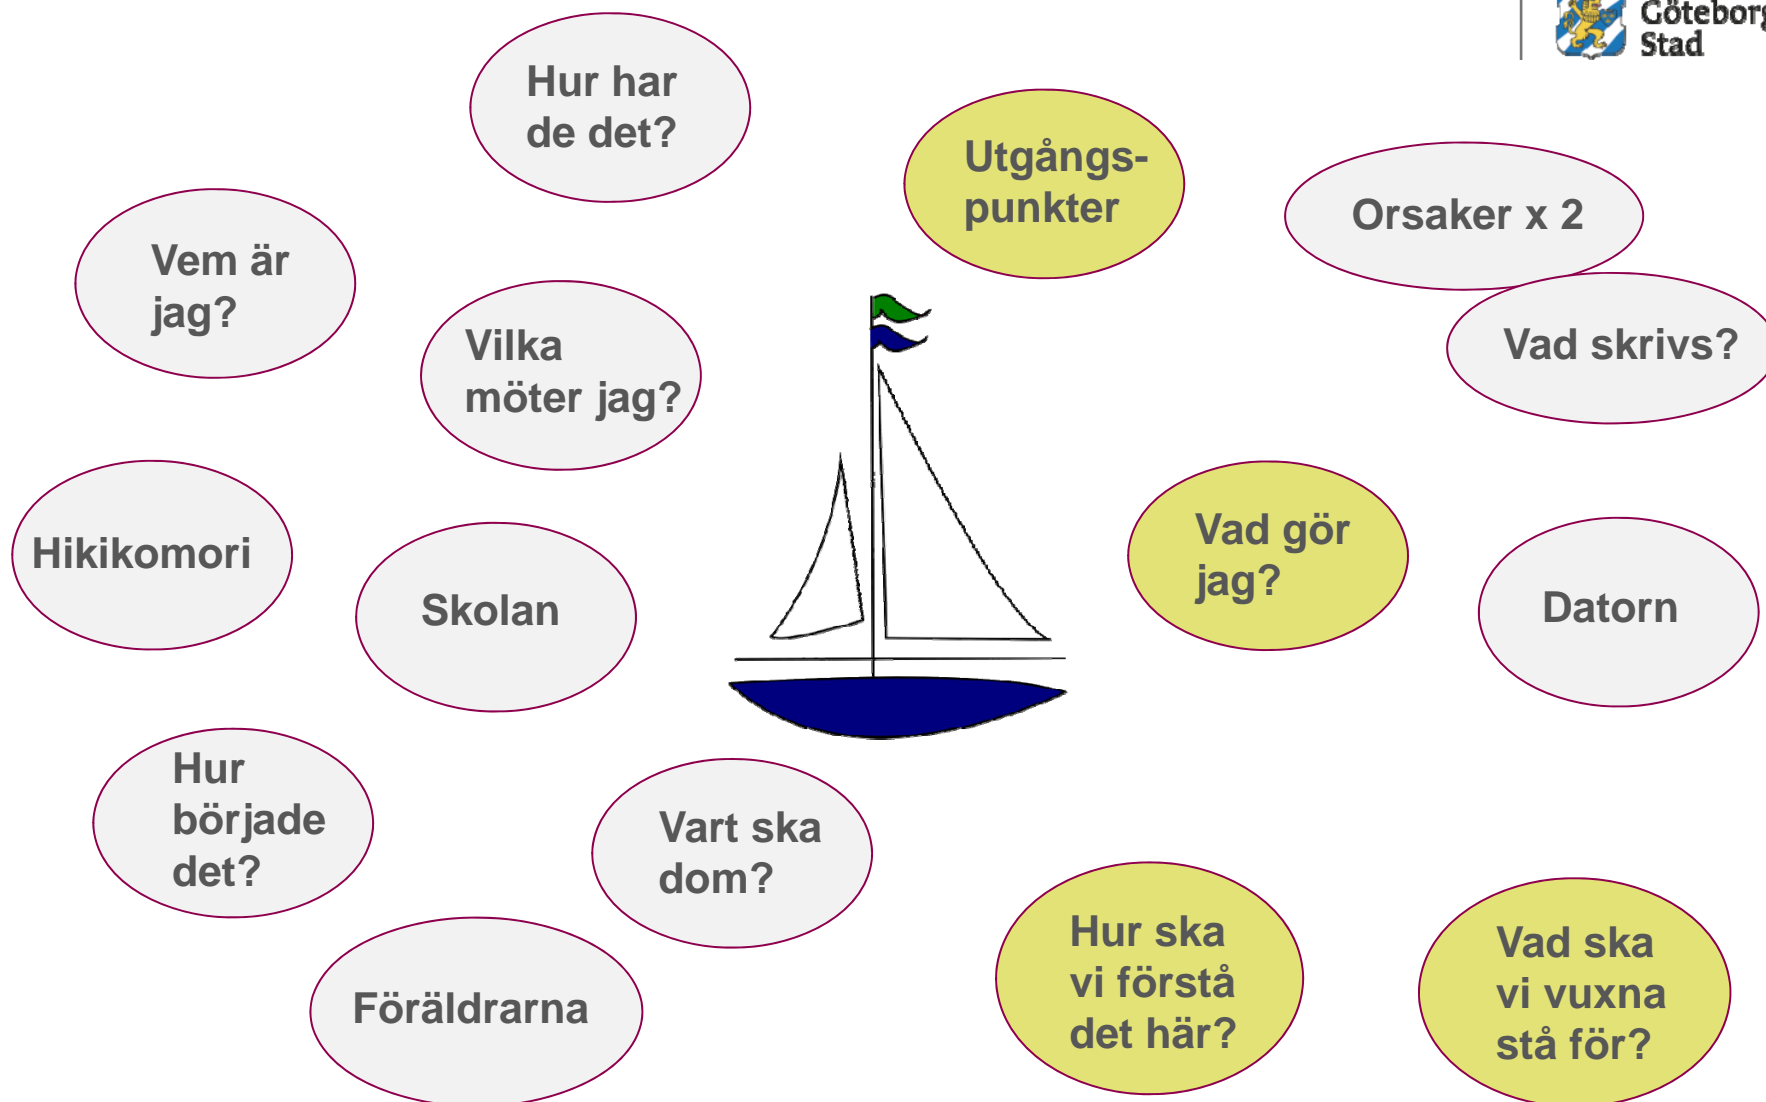 Göteborg
Stad
Hur har
de det?
Utgångs-
punkter
Orsaker x 2
Vem är
jag?
Vilka
möter jag?
Vad skrivs?
Hikikomori
Skolan
Vad gör
jag?
Datorn
Hur
började
det?
Vart ska
dom?
Föräldrarna
Hur ska
vi förstå
det här?
Vad ska
vi vuxna
stå för?